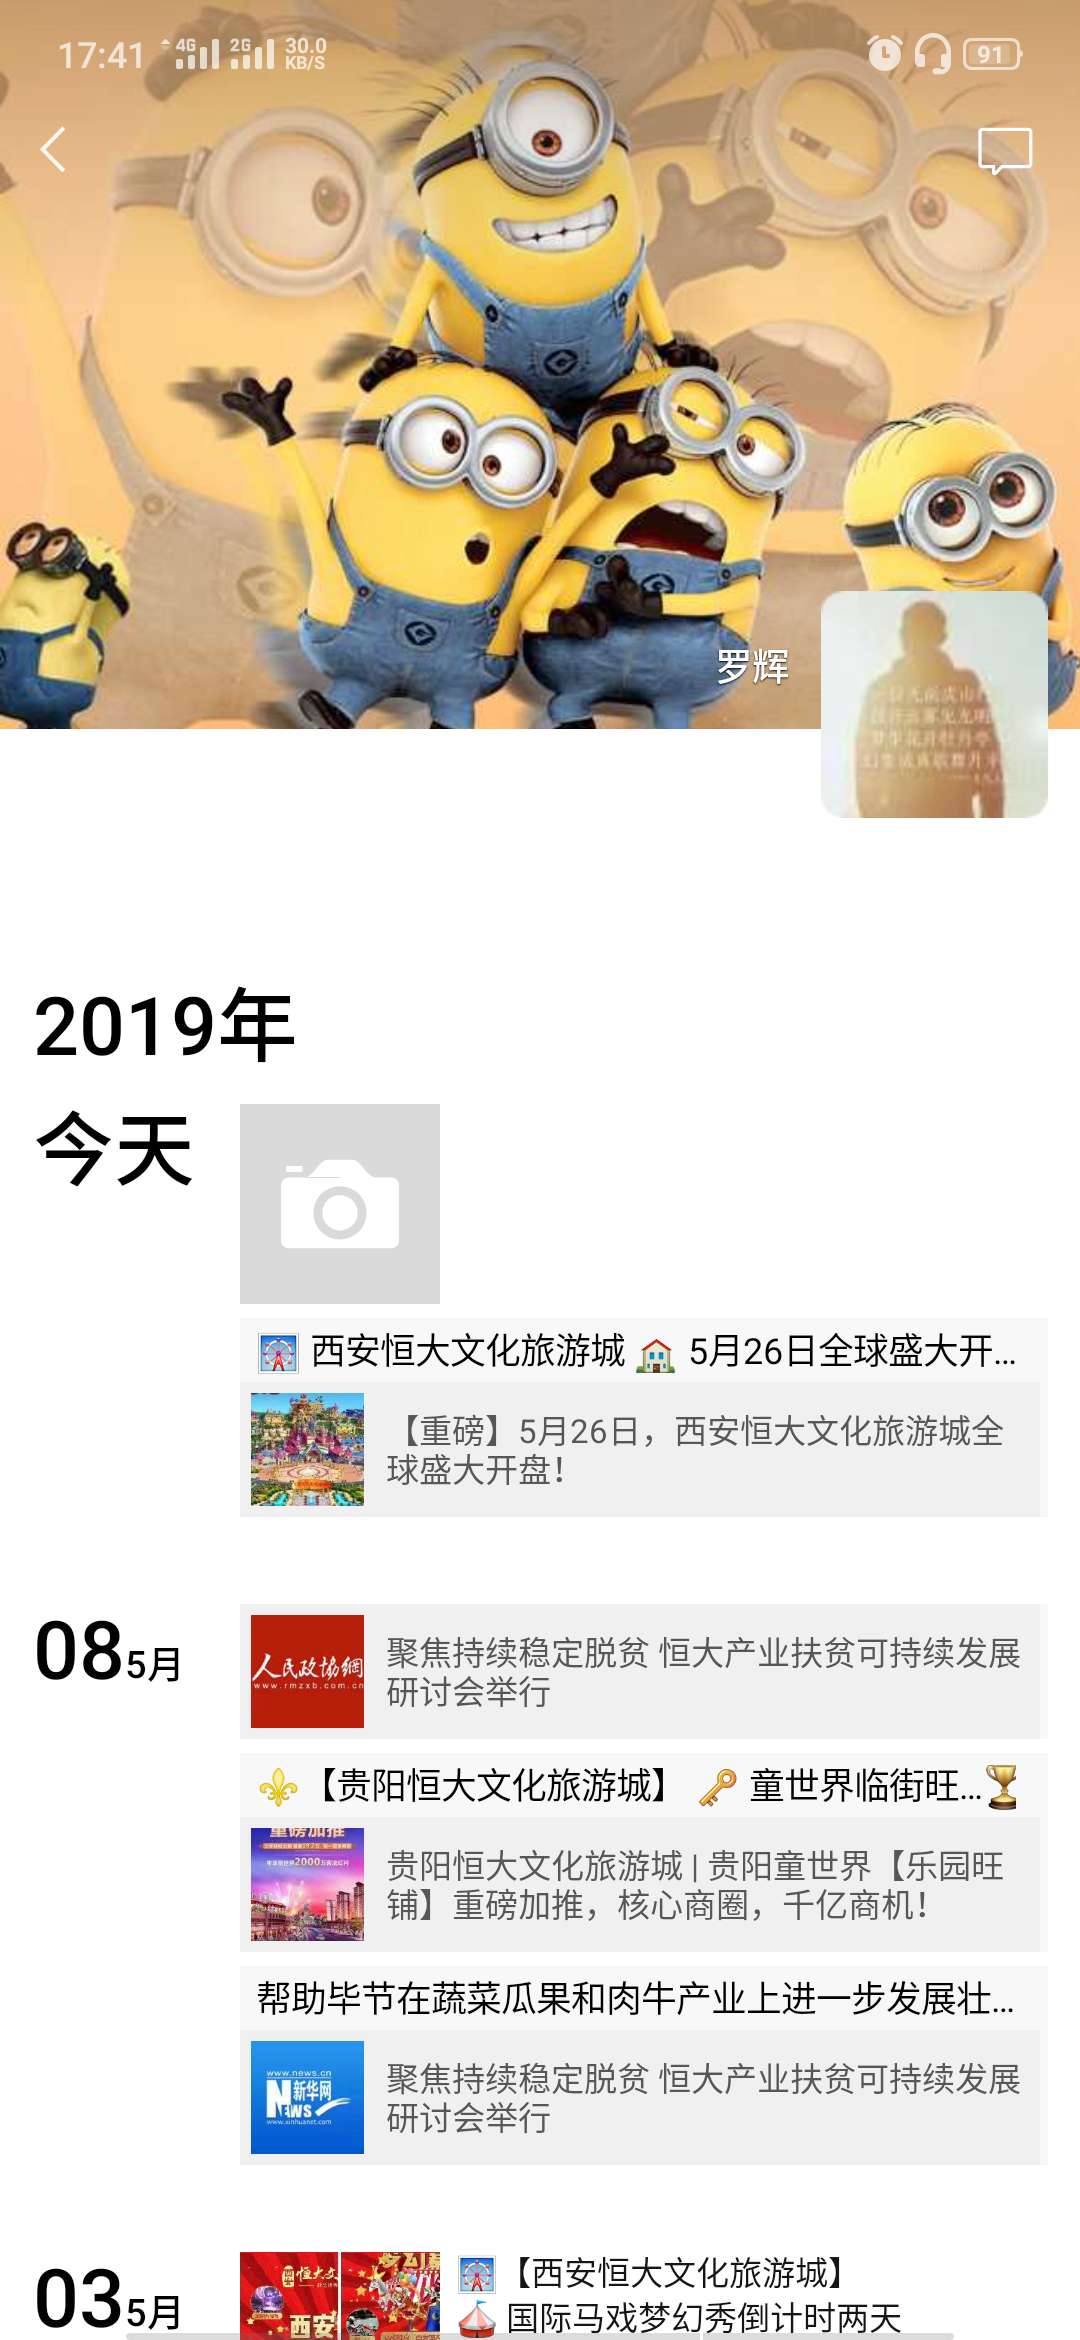 17:41 4G 2G 30.0 KB/S 91
罗辉
2019年
今天
西安恒大文化旅游城 5月26日全球盛大开...
【重磅】5月26日，西安恒大文化旅游城全
球盛大开盘！
08 5月
人民政协網
www.rmzxb.com.cn
聚焦持续稳定脱贫 恒大产业扶贫可持续发展
研讨会举行
【贵阳恒大文化旅游城】 童世界临街旺...
重磅加推
贵阳恒大文化旅游城 | 贵阳童世界【乐园旺
铺】重磅加推，核心商圈，千亿商机！
帮助毕节在蔬菜瓜果和肉牛产业上进一步发展壮...
www.news.cn
新华网
NEWS
www.xinhuanet.com
聚焦持续稳定脱贫 恒大产业扶贫可持续发展
研讨会举行
03 5月
恒大文
西安
【西安恒大文化旅游城】
国际马戏梦幻秀倒计时两天